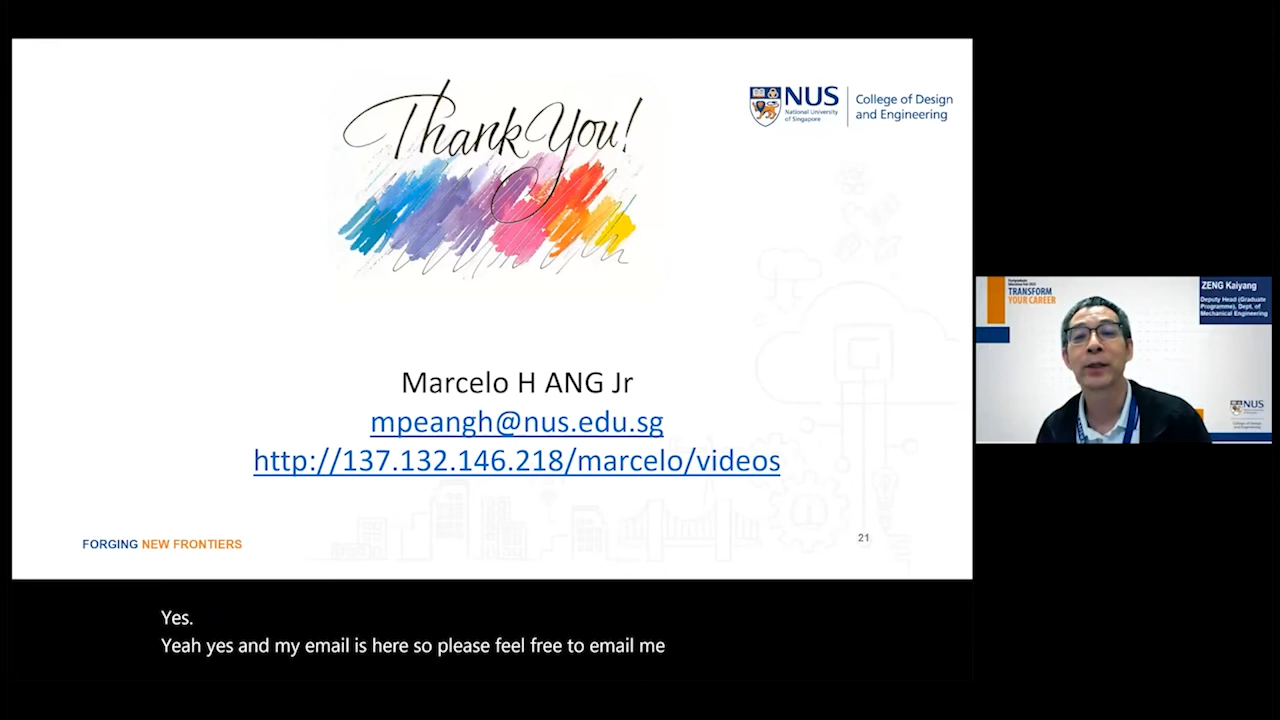 Thank You!
NUS
National University
of Singapore
College of Design
and Engineering
Marcelo H ANG Jr
mpeangh@nus.edu.sg
http://137.132.146.218/marcelo/videos
FORGING NEW FRONTIERS
21
TRANSFORM
YOUR CAREER
ZENG Kaiyang
Deputy Head (Graduate
Programme), Dept. of
Mechanical Engineering
NUS
Yes.
Yeah yes and my email is here so please feel free to email me